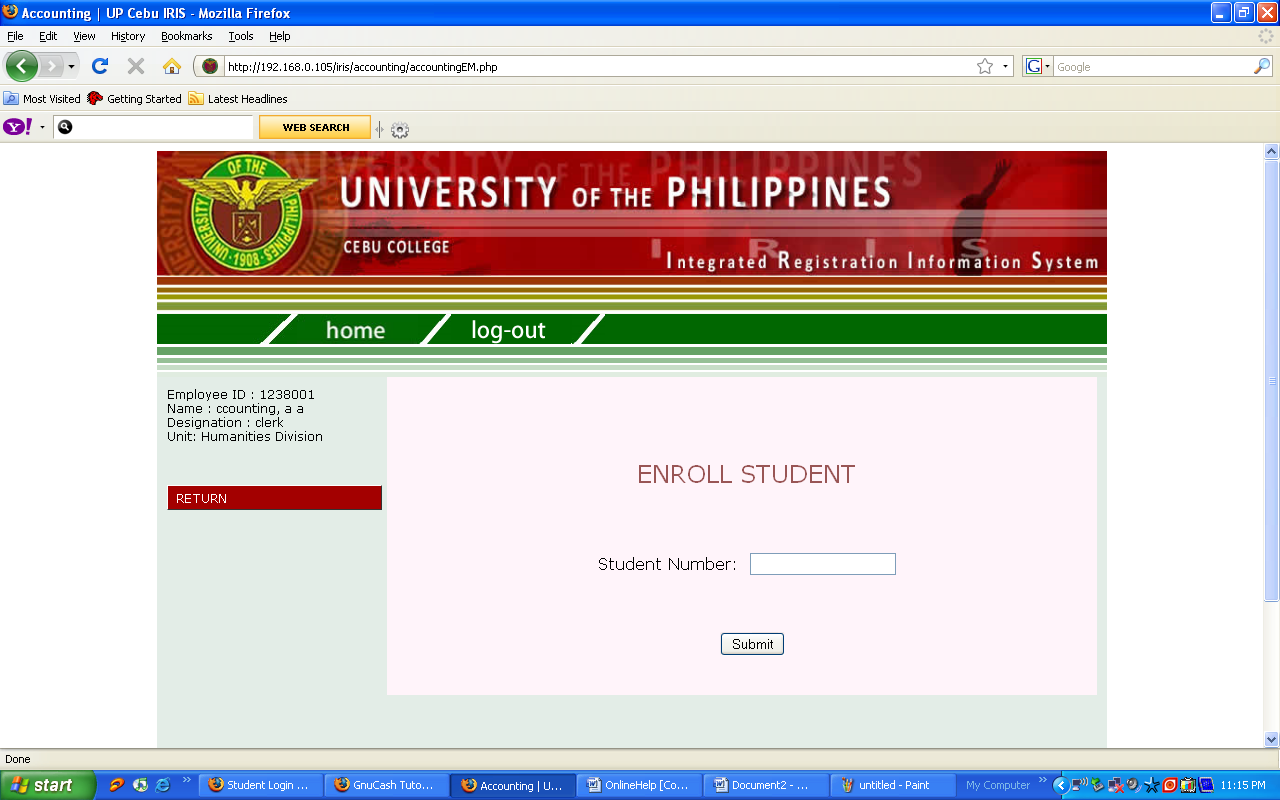 Accounting | UP Cebu IRIS - Mozilla Firefox
File Edit View History Bookmarks Tools Help
http://192.168.0.105/iris/accounting/accountingEM.php
G Google
Most Visited Getting Started Latest Headlines
Y! WEB SEARCH
UNIVERSITY OF THE PHILIPPINES
OF THE
UNIVERSITY
PHILIPPINES
1908
CEBU COLLEGE
I R I S
Integrated Registration Information System
home log-out
Employee ID : 1238001
Name : ccounting, a a
Designation : clerk
Unit: Humanities Division
RETURN
ENROLL STUDENT
Student Number:
Submit
Done
start
Student Login ...
GnuCash Tuto...
Accounting | U...
OnlineHelp [Co...
Document2 - ...
untitled - Paint
My Computer
11:15 PM